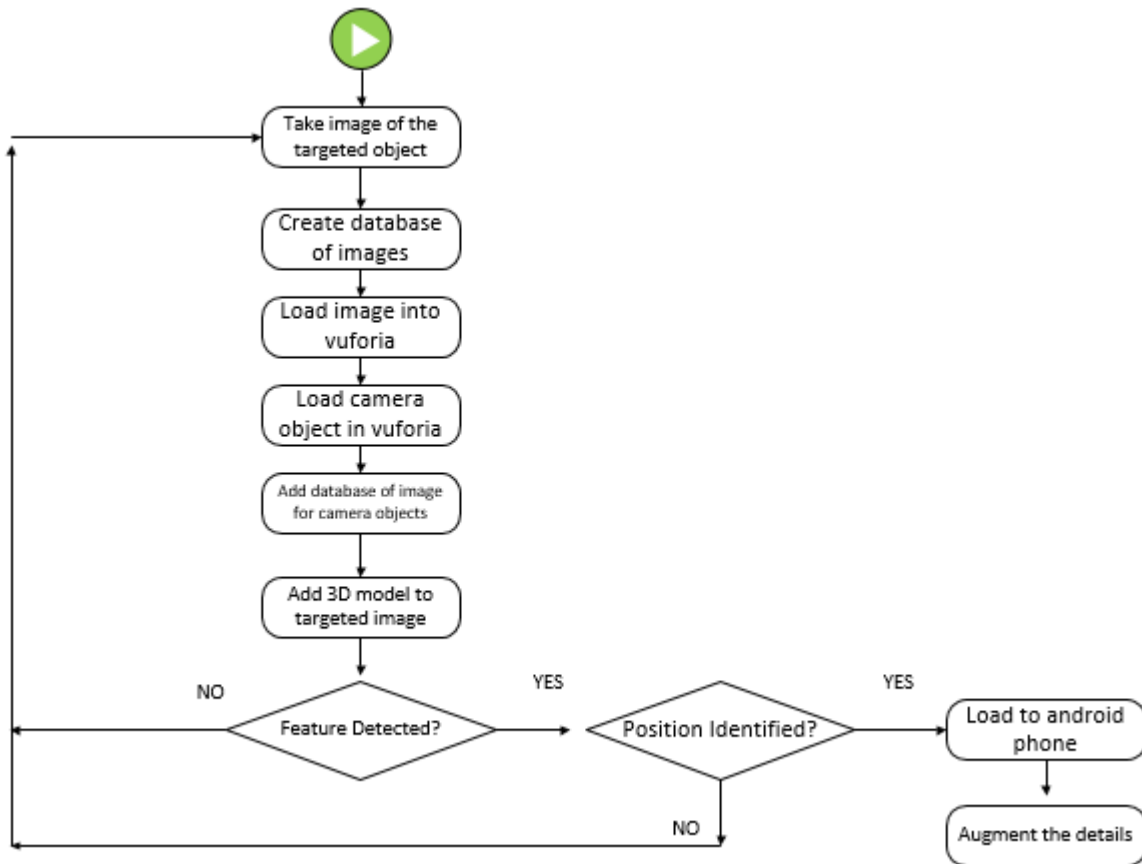 Take image of the
targeted object
Create database
of images
Load image into
vuforia
Load camera
object in vuforia
Add database of image
for camera objects
Add 3D model to
targeted image
NO
YES
YES
Feature Detected?
Position Identified?
Load to android
phone
NO
Augment the details